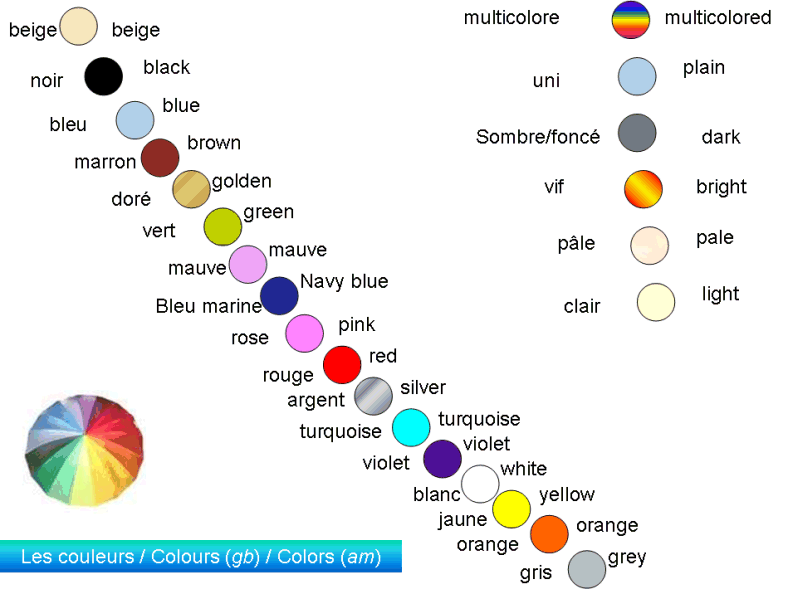 beige beige
noir black
bleu blue
marron brown
doré golden
vert green
mauve mauve
Bleu marine Navy blue
rose pink
rouge red
argent silver
turquoise turquoise
violet violet
blanc white
jaune yellow
orange orange
gris grey
multicolore multicolored
uni plain
Sombre/foncé dark
vif bright
pâle pale
clair light
Les couleurs / Colours (gb) / Colors (am)